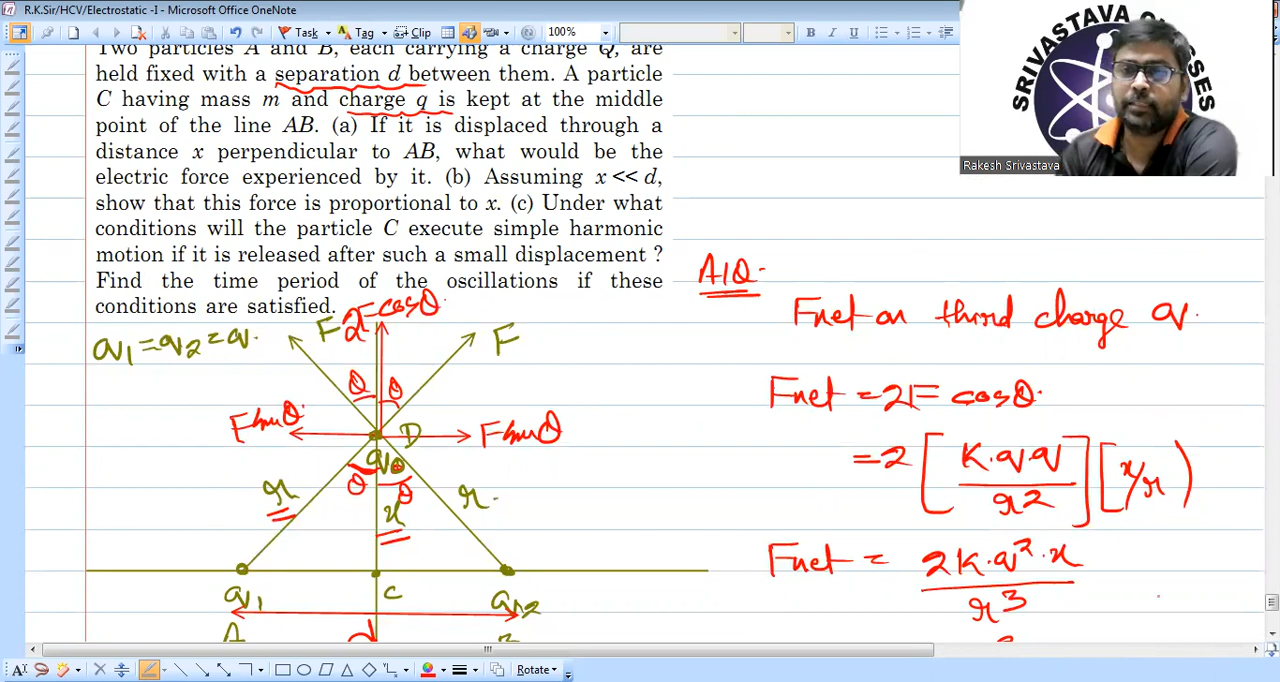 R.K.Sir/HCV/Electrostatic -I - Microsoft Office OneNote
Task Tag Clip 100% B I U
Two particles A and B, each carrying a charge Q, are
held fixed with a separation d between them. A particle
C having mass m and charge q is kept at the middle
point of the line AB. (a) If it is displaced through a
distance x perpendicular to AB, what would be the
electric force experienced by it. (b) Assuming x << d,
show that this force is proportional to x. (c) Under what
conditions will the particle C execute simple harmonic
motion if it is released after such a small displacement ?
Find the time period of the oscillations if these
conditions are satisfied.
SRIVASTAVA CLASSES
Rakesh Srivastava
q1=q2=q.
F 2Fcosθ F
θ θ
Fsinθ Fsinθ
D
q
θ θ
r x r
q1 C q2
A d
A/Q.
Fnet on third charge q.
Fnet = 2F cosθ.
= 2 [K.q.q/r2] [x/r)
Fnet = 2K.q².x/r³
Rotate